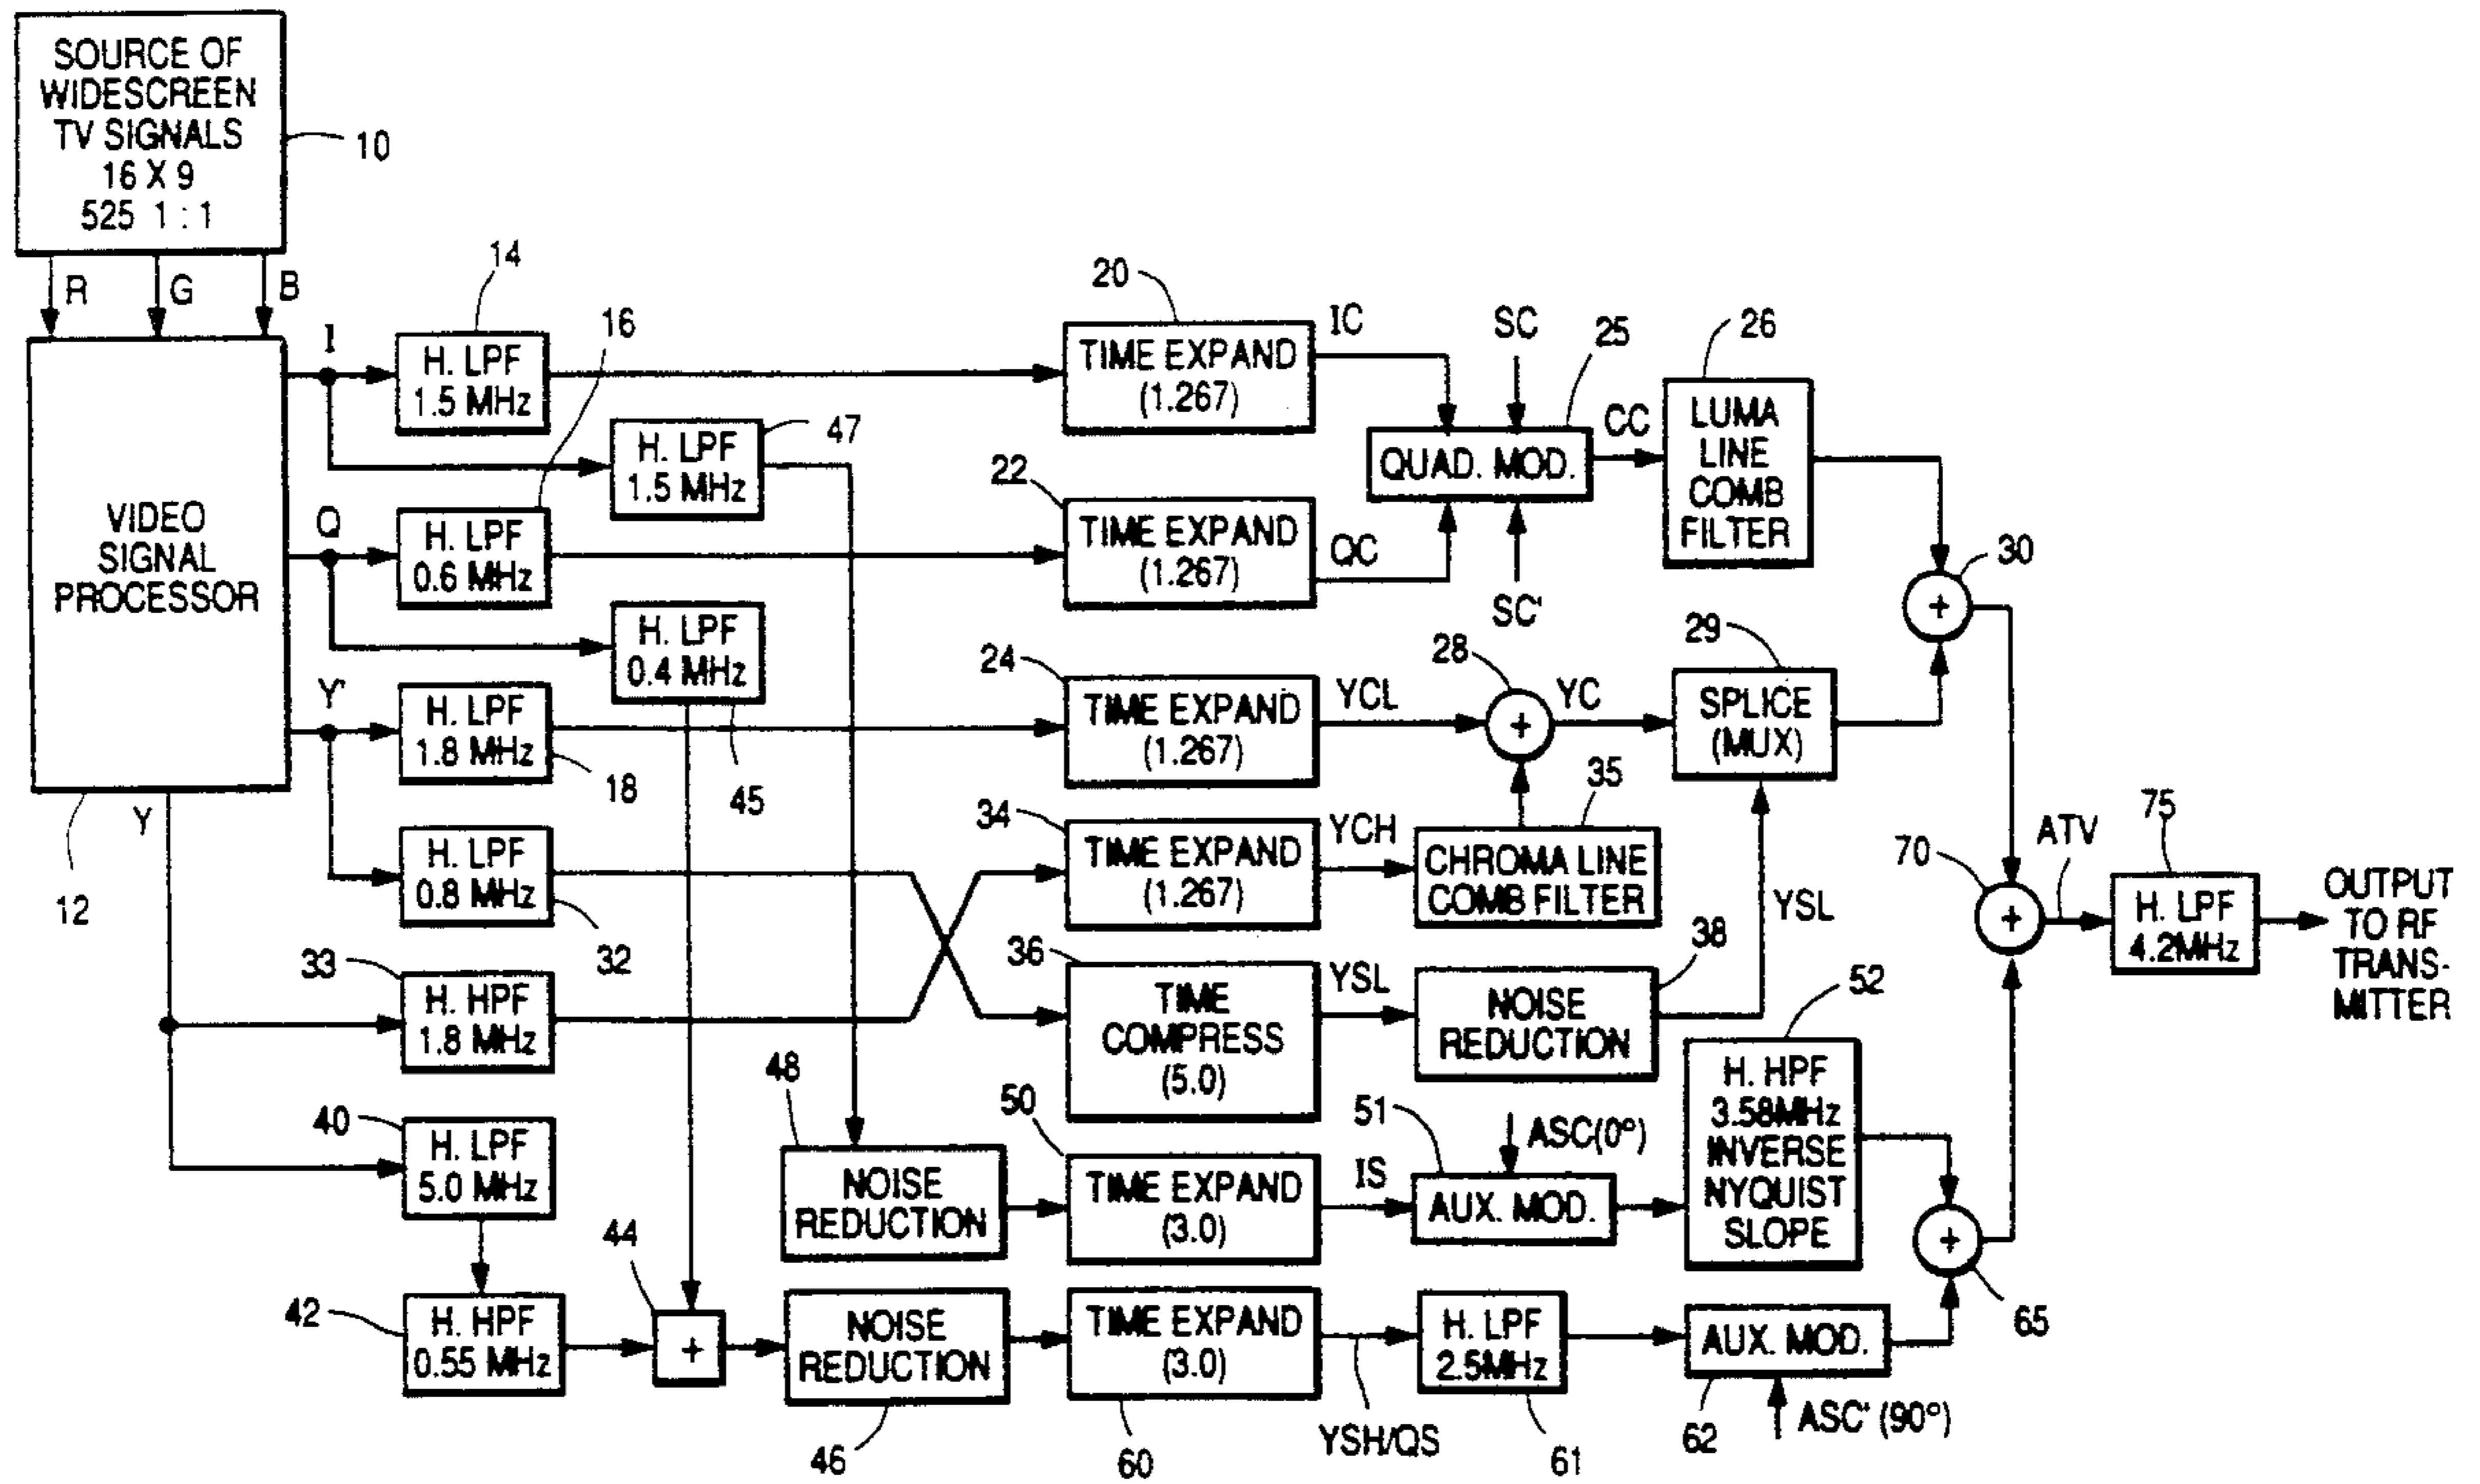 SOURCE OF
WIDESCREEN
TV SIGNALS
16 X 9
525 1 : 1
10
R
G
B
VIDEO
SIGNAL
PROCESSOR
12
I
Q
Y'
Y
14
H. LPF
1.5 MHz
16
H. LPF
0.6 MHz
47
H. LPF
1.5 MHz
H. LPF
0.4 MHz
45
H. LPF
1.8 MHz
18
H. LPF
0.8 MHz
32
33
H. HPF
1.8 MHz
40
H. LPF
5.0 MHz
42
H. HPF
0.55 MHz
44
+
48
NOISE
REDUCTION
NOISE
REDUCTION
46
20
TIME EXPAND
(1.267)
IC
22
TIME EXPAND
(1.267)
QC
24
TIME EXPAND
(1.267)
YCL
34
TIME EXPAND
(1.267)
YCH
36
TIME
COMPRESS
(5.0)
YSL
50
TIME EXPAND
(3.0)
IS
TIME EXPAND
(3.0)
60
YSH/QS
SC
25
QUAD. MOD.
SC'
CC
26
LUMA
LINE
COMB
FILTER
28
+
YC
29
SPLICE
(MUX)
30
+
35
CHROMA LINE
COMB FILTER
YSL
38
NOISE
REDUCTION
51
ASC(0°)
AUX. MOD.
52
H. HPF
3.58MHz
INVERSE
NYQUIST
SLOPE
H. LPF
2.5MHz
61
AUX. MOD.
62
ASC' (90°)
+
65
70
+
ATV
75
H. LPF
4.2MHz
OUTPUT
TO RF
TRANS-
MITTER